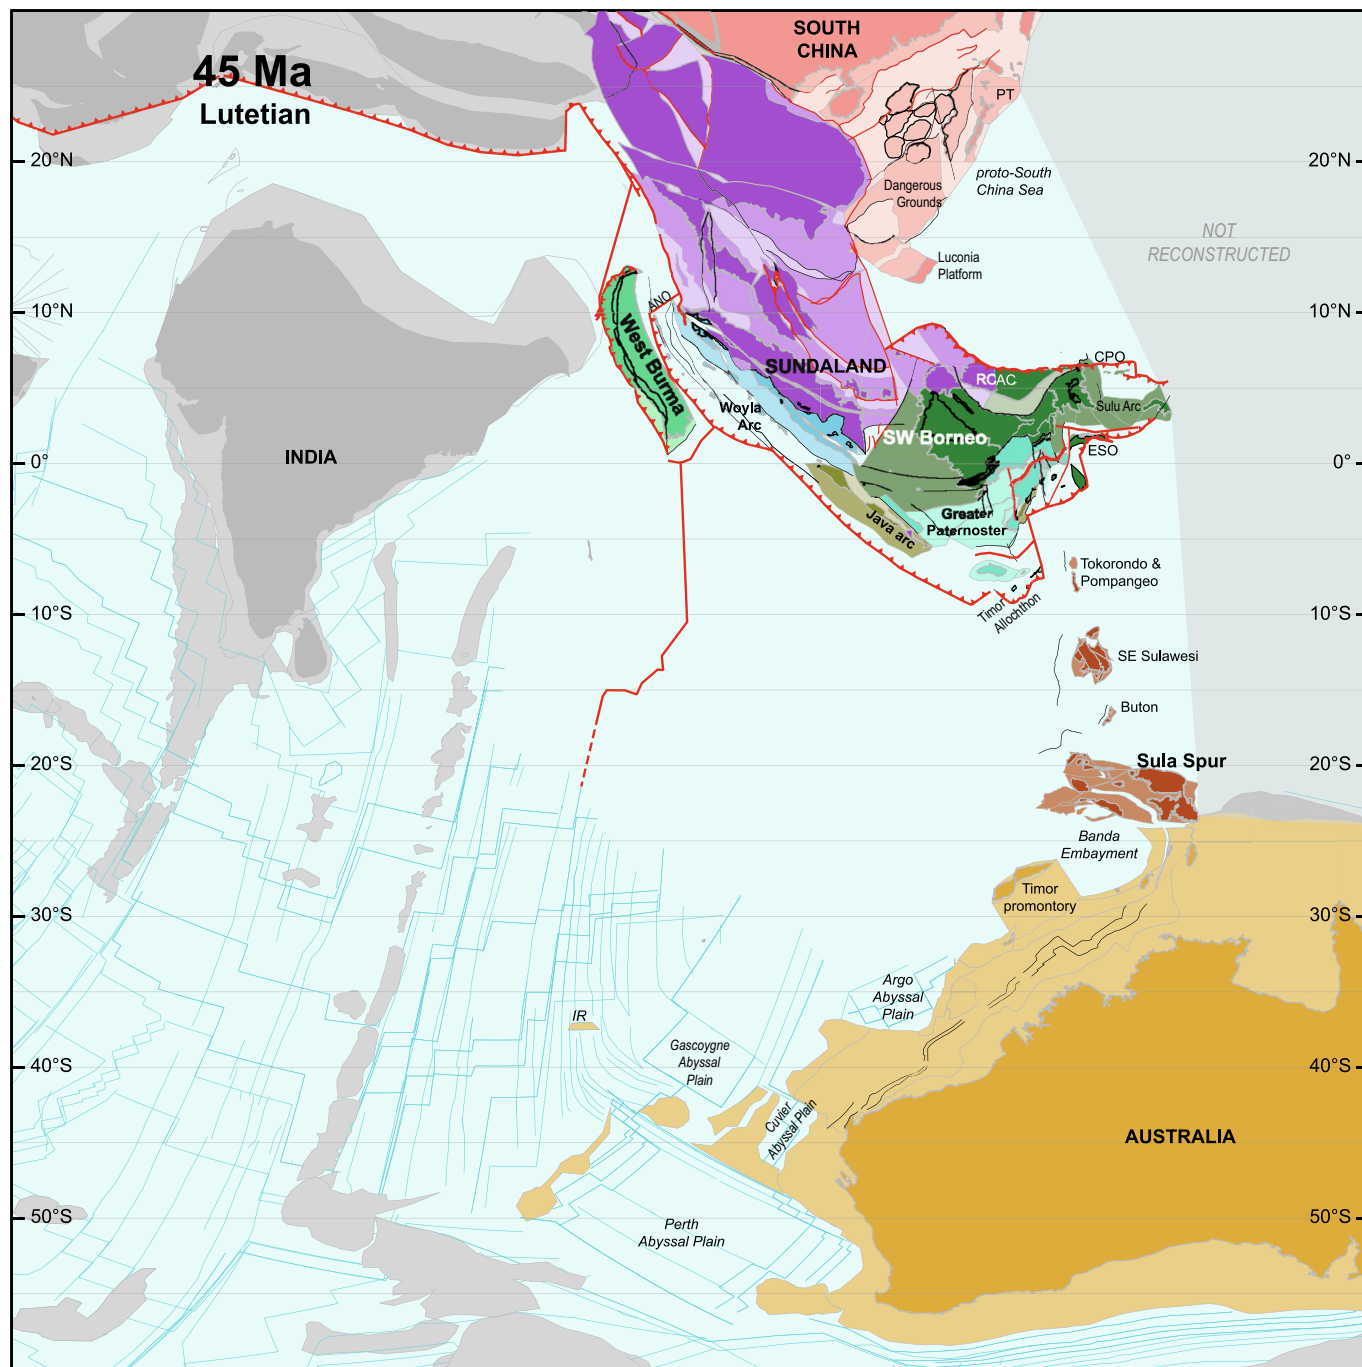 SOUTH
CHINA
45 Ma
Lutetian
PT
20°N
20°N
proto-South
China Sea
Dangerous
Grounds
NOT
RECONSTRUCTED
Luconia
Platform
10°N
ANO
10°N
West Burma
SUNDALAND
CPO
RCAC
Sulu Arc
Woyla
Arc
SW Borneo
ESO
INDIA
0°
0°
Greater
Paternoster
Java arc
Tokorondo &
Pompangeo
10°S
Timor
Allochthon
10°S
SE Sulawesi
Buton
20°S
Sula Spur
20°S
Banda
Embayment
Timor
promontory
30°S
30°S
Argo
Abyssal
Plain
IR
Gascoygne
Abyssal
Plain
40°S
40°S
Cuvier
Abyssal Plain
AUSTRALIA
50°S
Perth
Abyssal Plain
50°S